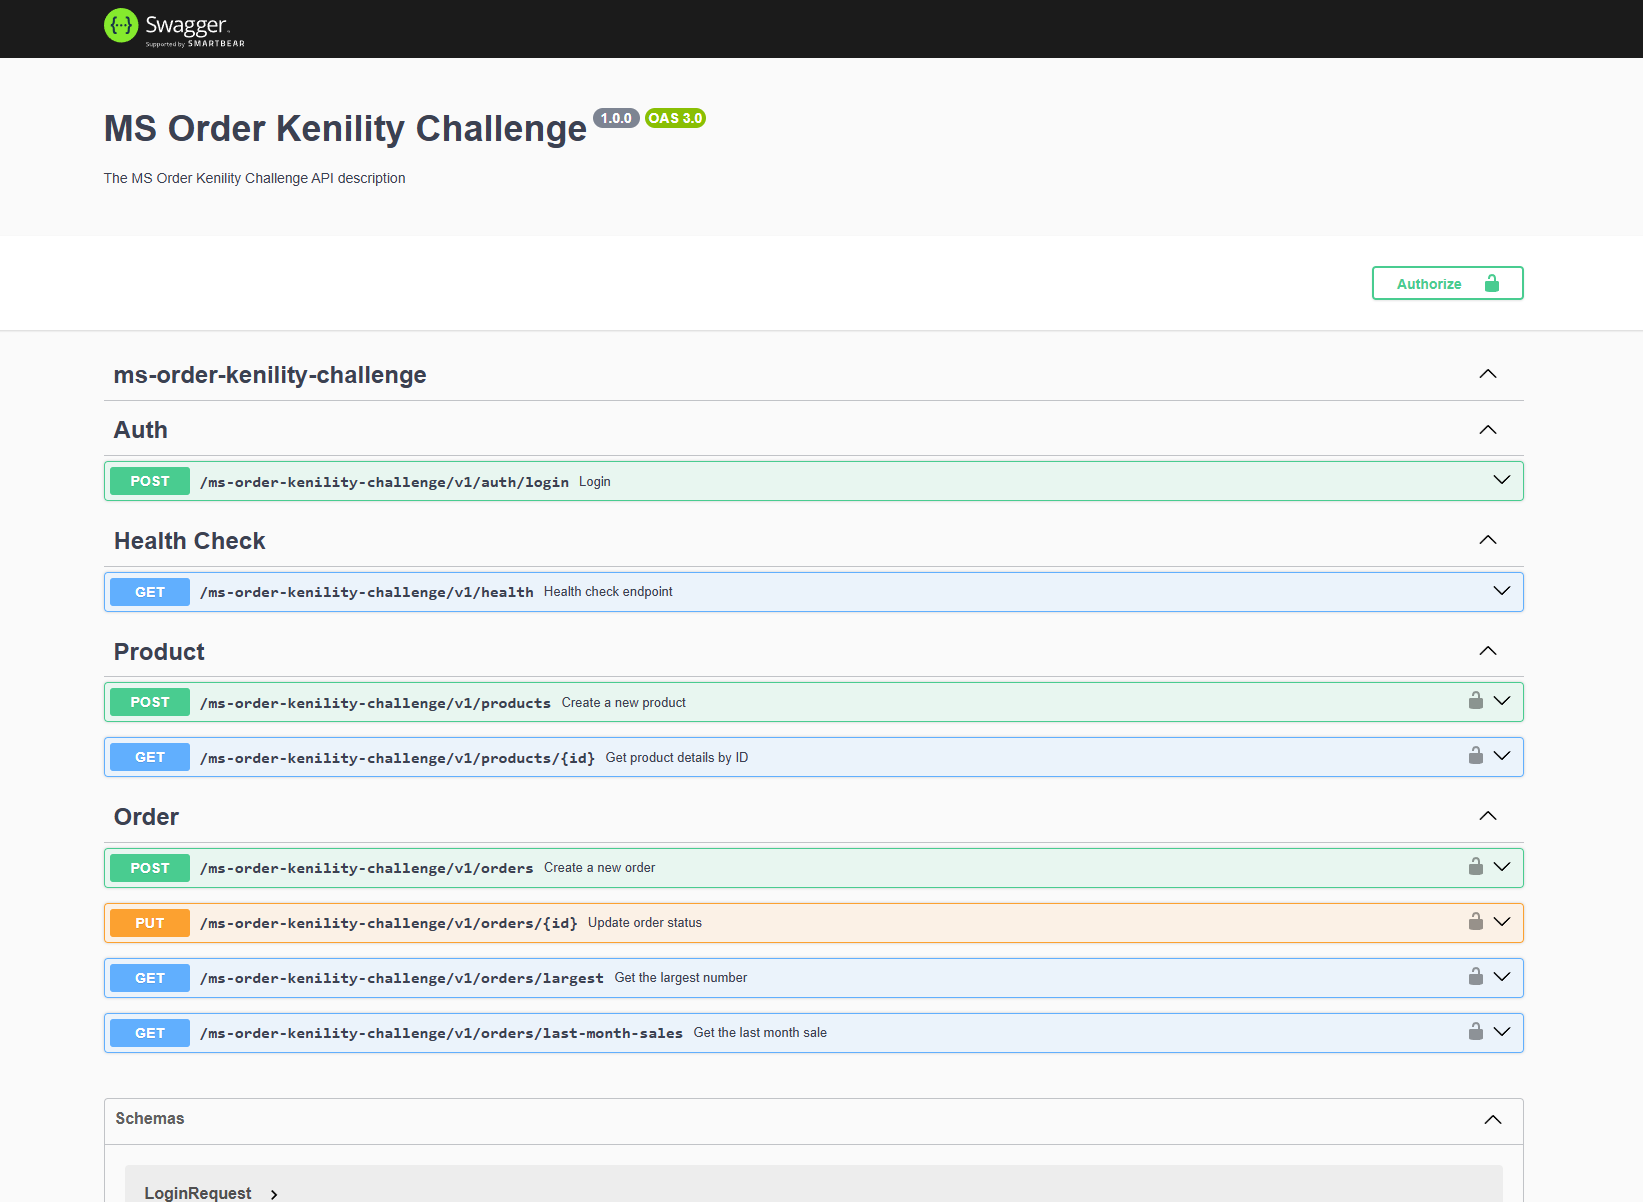 {···} Swagger.
Supported by SMARTBEAR
MS Order Kenility Challenge 1.0.0 OAS 3.0
The MS Order Kenility Challenge API description
Authorize
ms-order-kenility-challenge
Auth
POST /ms-order-kenility-challenge/v1/auth/login Login
Health Check
GET /ms-order-kenility-challenge/v1/health Health check endpoint
Product
POST /ms-order-kenility-challenge/v1/products Create a new product
GET /ms-order-kenility-challenge/v1/products/{id} Get product details by ID
Order
POST /ms-order-kenility-challenge/v1/orders Create a new order
PUT /ms-order-kenility-challenge/v1/orders/{id} Update order status
GET /ms-order-kenility-challenge/v1/orders/largest Get the largest number
GET /ms-order-kenility-challenge/v1/orders/last-month-sales Get the last month sale
Schemas
LoginRequest